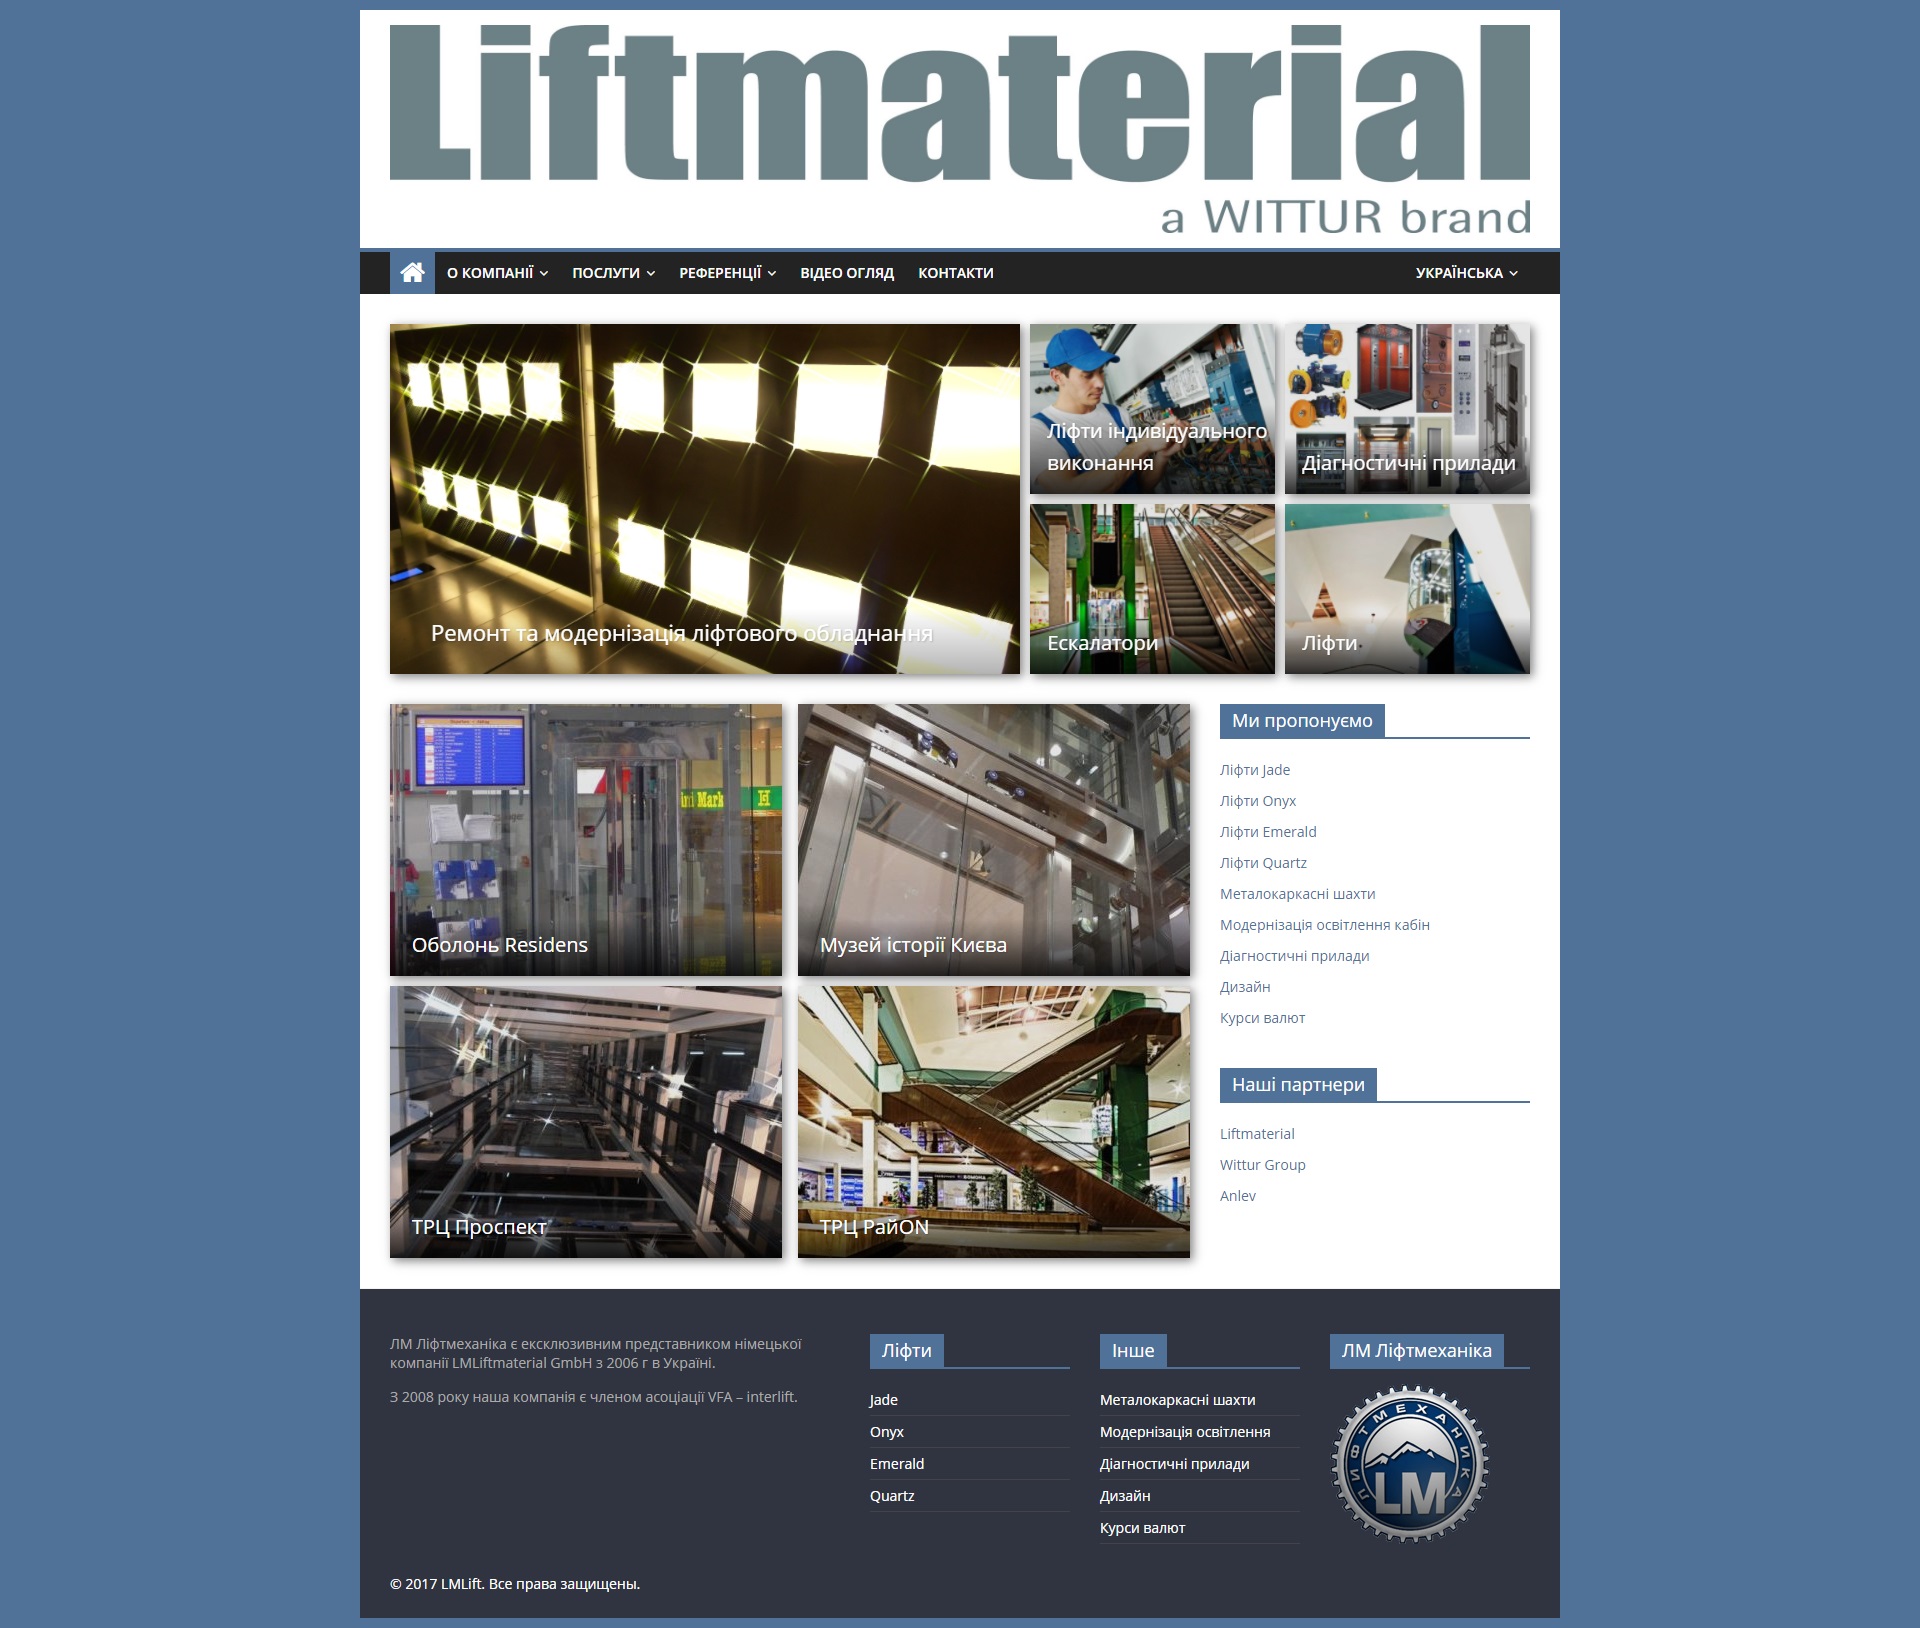 Liftmaterial
a WITTUR brand
О КОМПАНІЇ
ПОСЛУГИ
РЕФЕРЕНЦІЇ
ВІДЕО ОГЛЯД
КОНТАКТИ
УКРАЇНСЬКА
Ремонт та модернізація ліфтового обладнання
Ліфти індивідуального
виконання
Діагностичні прилади
Ескалатори
Ліфти
Оболонь Residens
Музей історії Києва
ТРЦ Проспект
ТРЦ РайON
Ми пропонуємо
Ліфти Jade
Ліфти Onyx
Ліфти Emerald
Ліфти Quartz
Металокаркасні шахти
Модернізація освітлення кабін
Діагностичні прилади
Дизайн
Курси валют
Наші партнери
Liftmaterial
Wittur Group
Anlev
ЛМ Ліфтмеханіка є ексклюзивним представником німецької
компанії LMLiftmaterial GmbH з 2006 г в Україні.
З 2008 року наша компанія є членом асоціації VFA – interlift.
Ліфти
Jade
Onyx
Emerald
Quartz
Інше
Металокаркасні шахти
Модернізація освітлення
Діагностичні прилади
Дизайн
Курси валют
ЛМ Ліфтмеханіка
ЛИФТМЕХАНИКА
LM
© 2017 LMLift. Все права защищены.